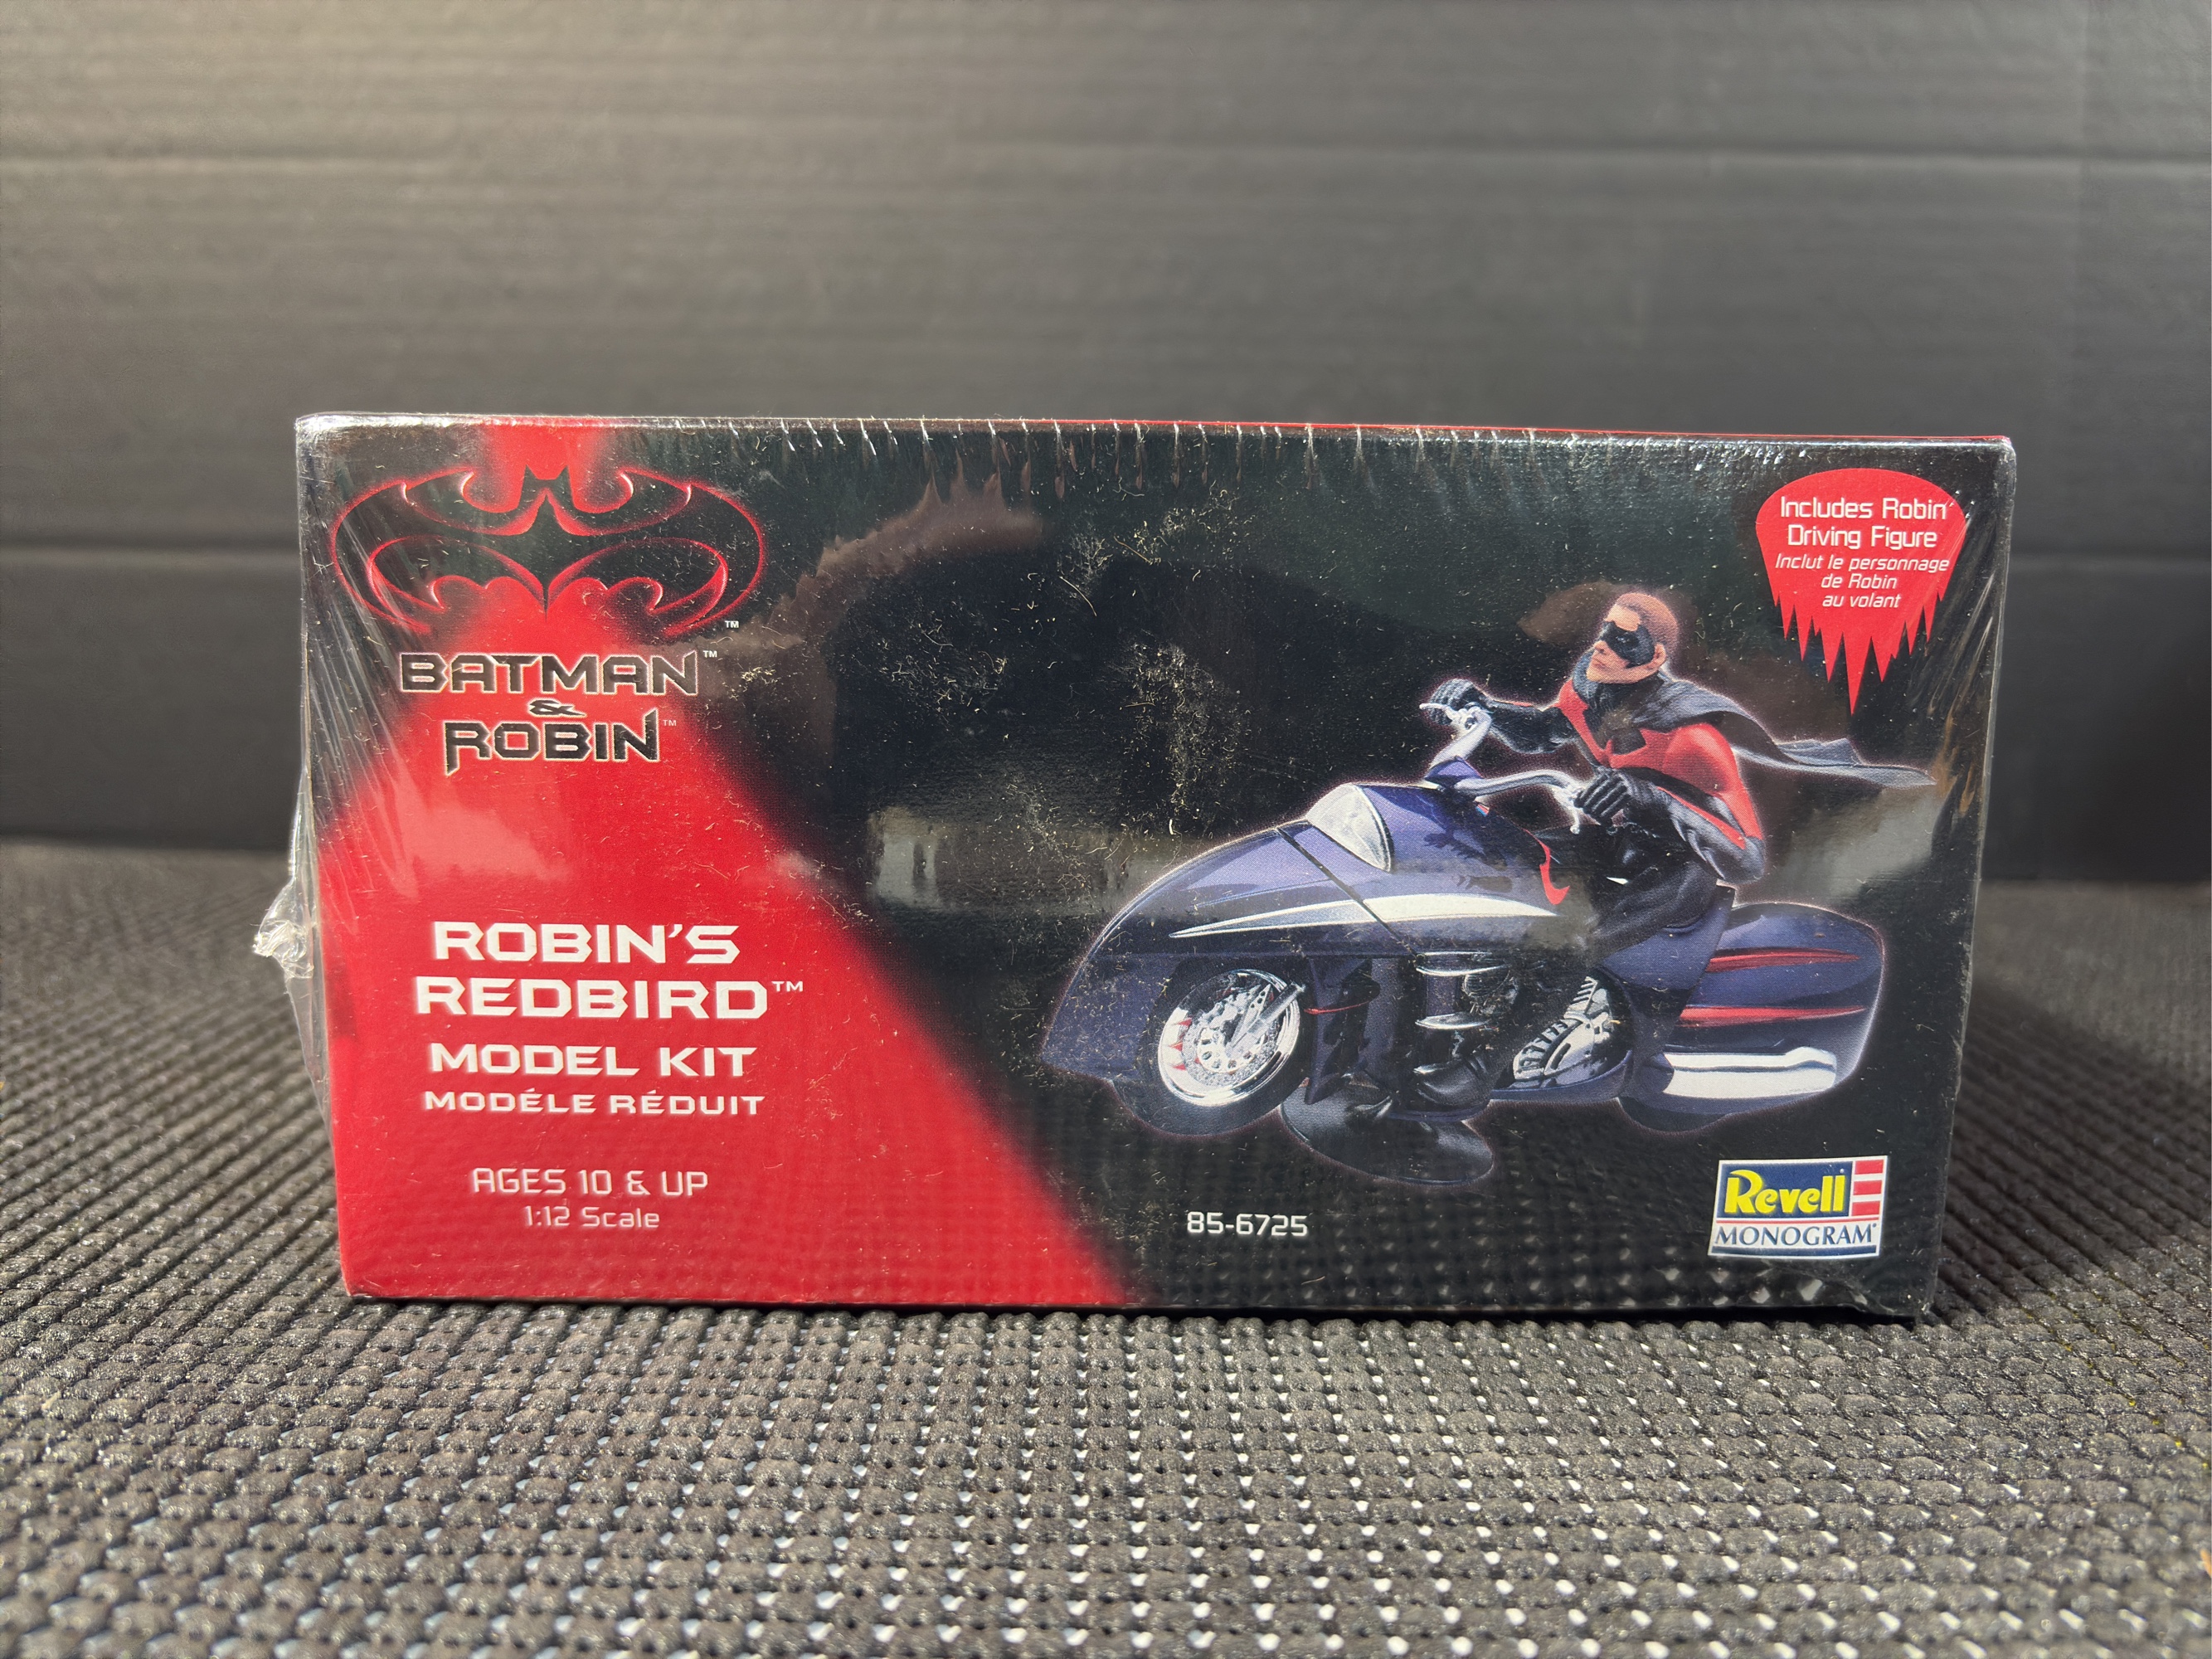 ™
BATMAN™
&
ROBIN™
ROBIN'S
REDBIRD™
MODEL KIT
MODÉLE RÉDUIT
AGES 10 & UP
1:12 Scale
Includes Robin
Driving Figure
Inclut le personnage
de Robin
au volant
85-6725
Revell
MONOGRAM®